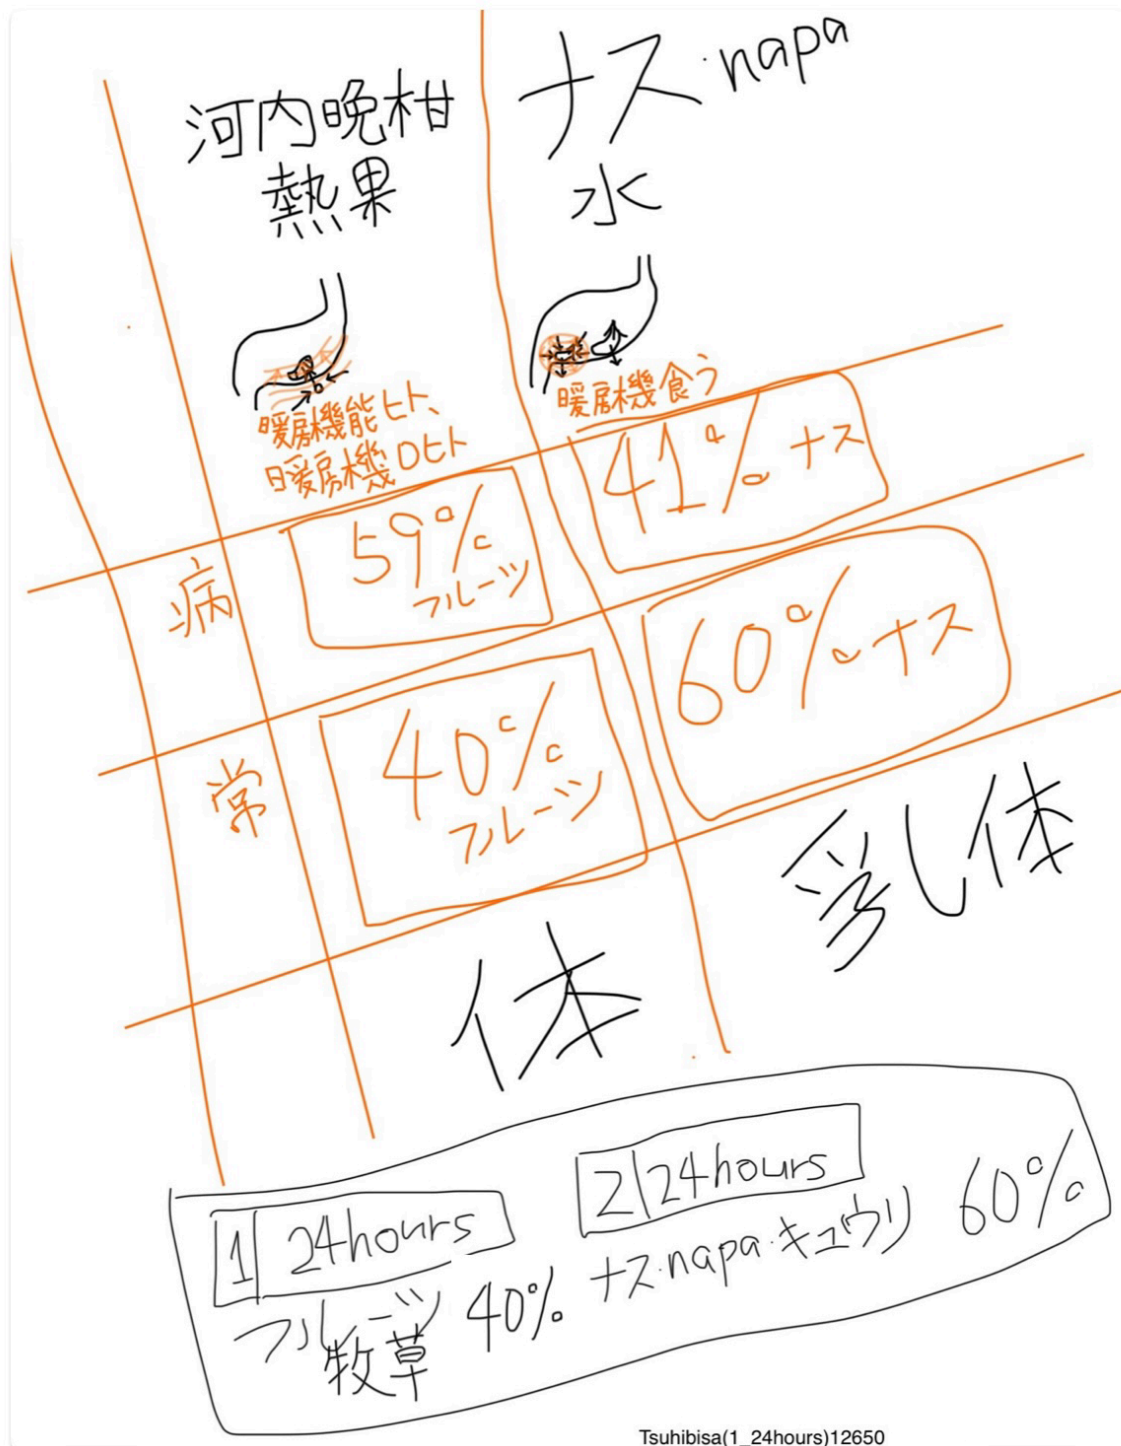 河内晩柑
熱果
ナス・napa
水
暖房機能ヒト、
暖房機0ヒト
暖房機食う
病
59%
フルーツ
41%ナス
常
40%
フルーツ
60%ナス
体
乳体
1 24hours
フルーツ
牧草
40%
2 24hours
ナス・napa・キュウリ 60%
Tsuhibisa(1_24hours)12650